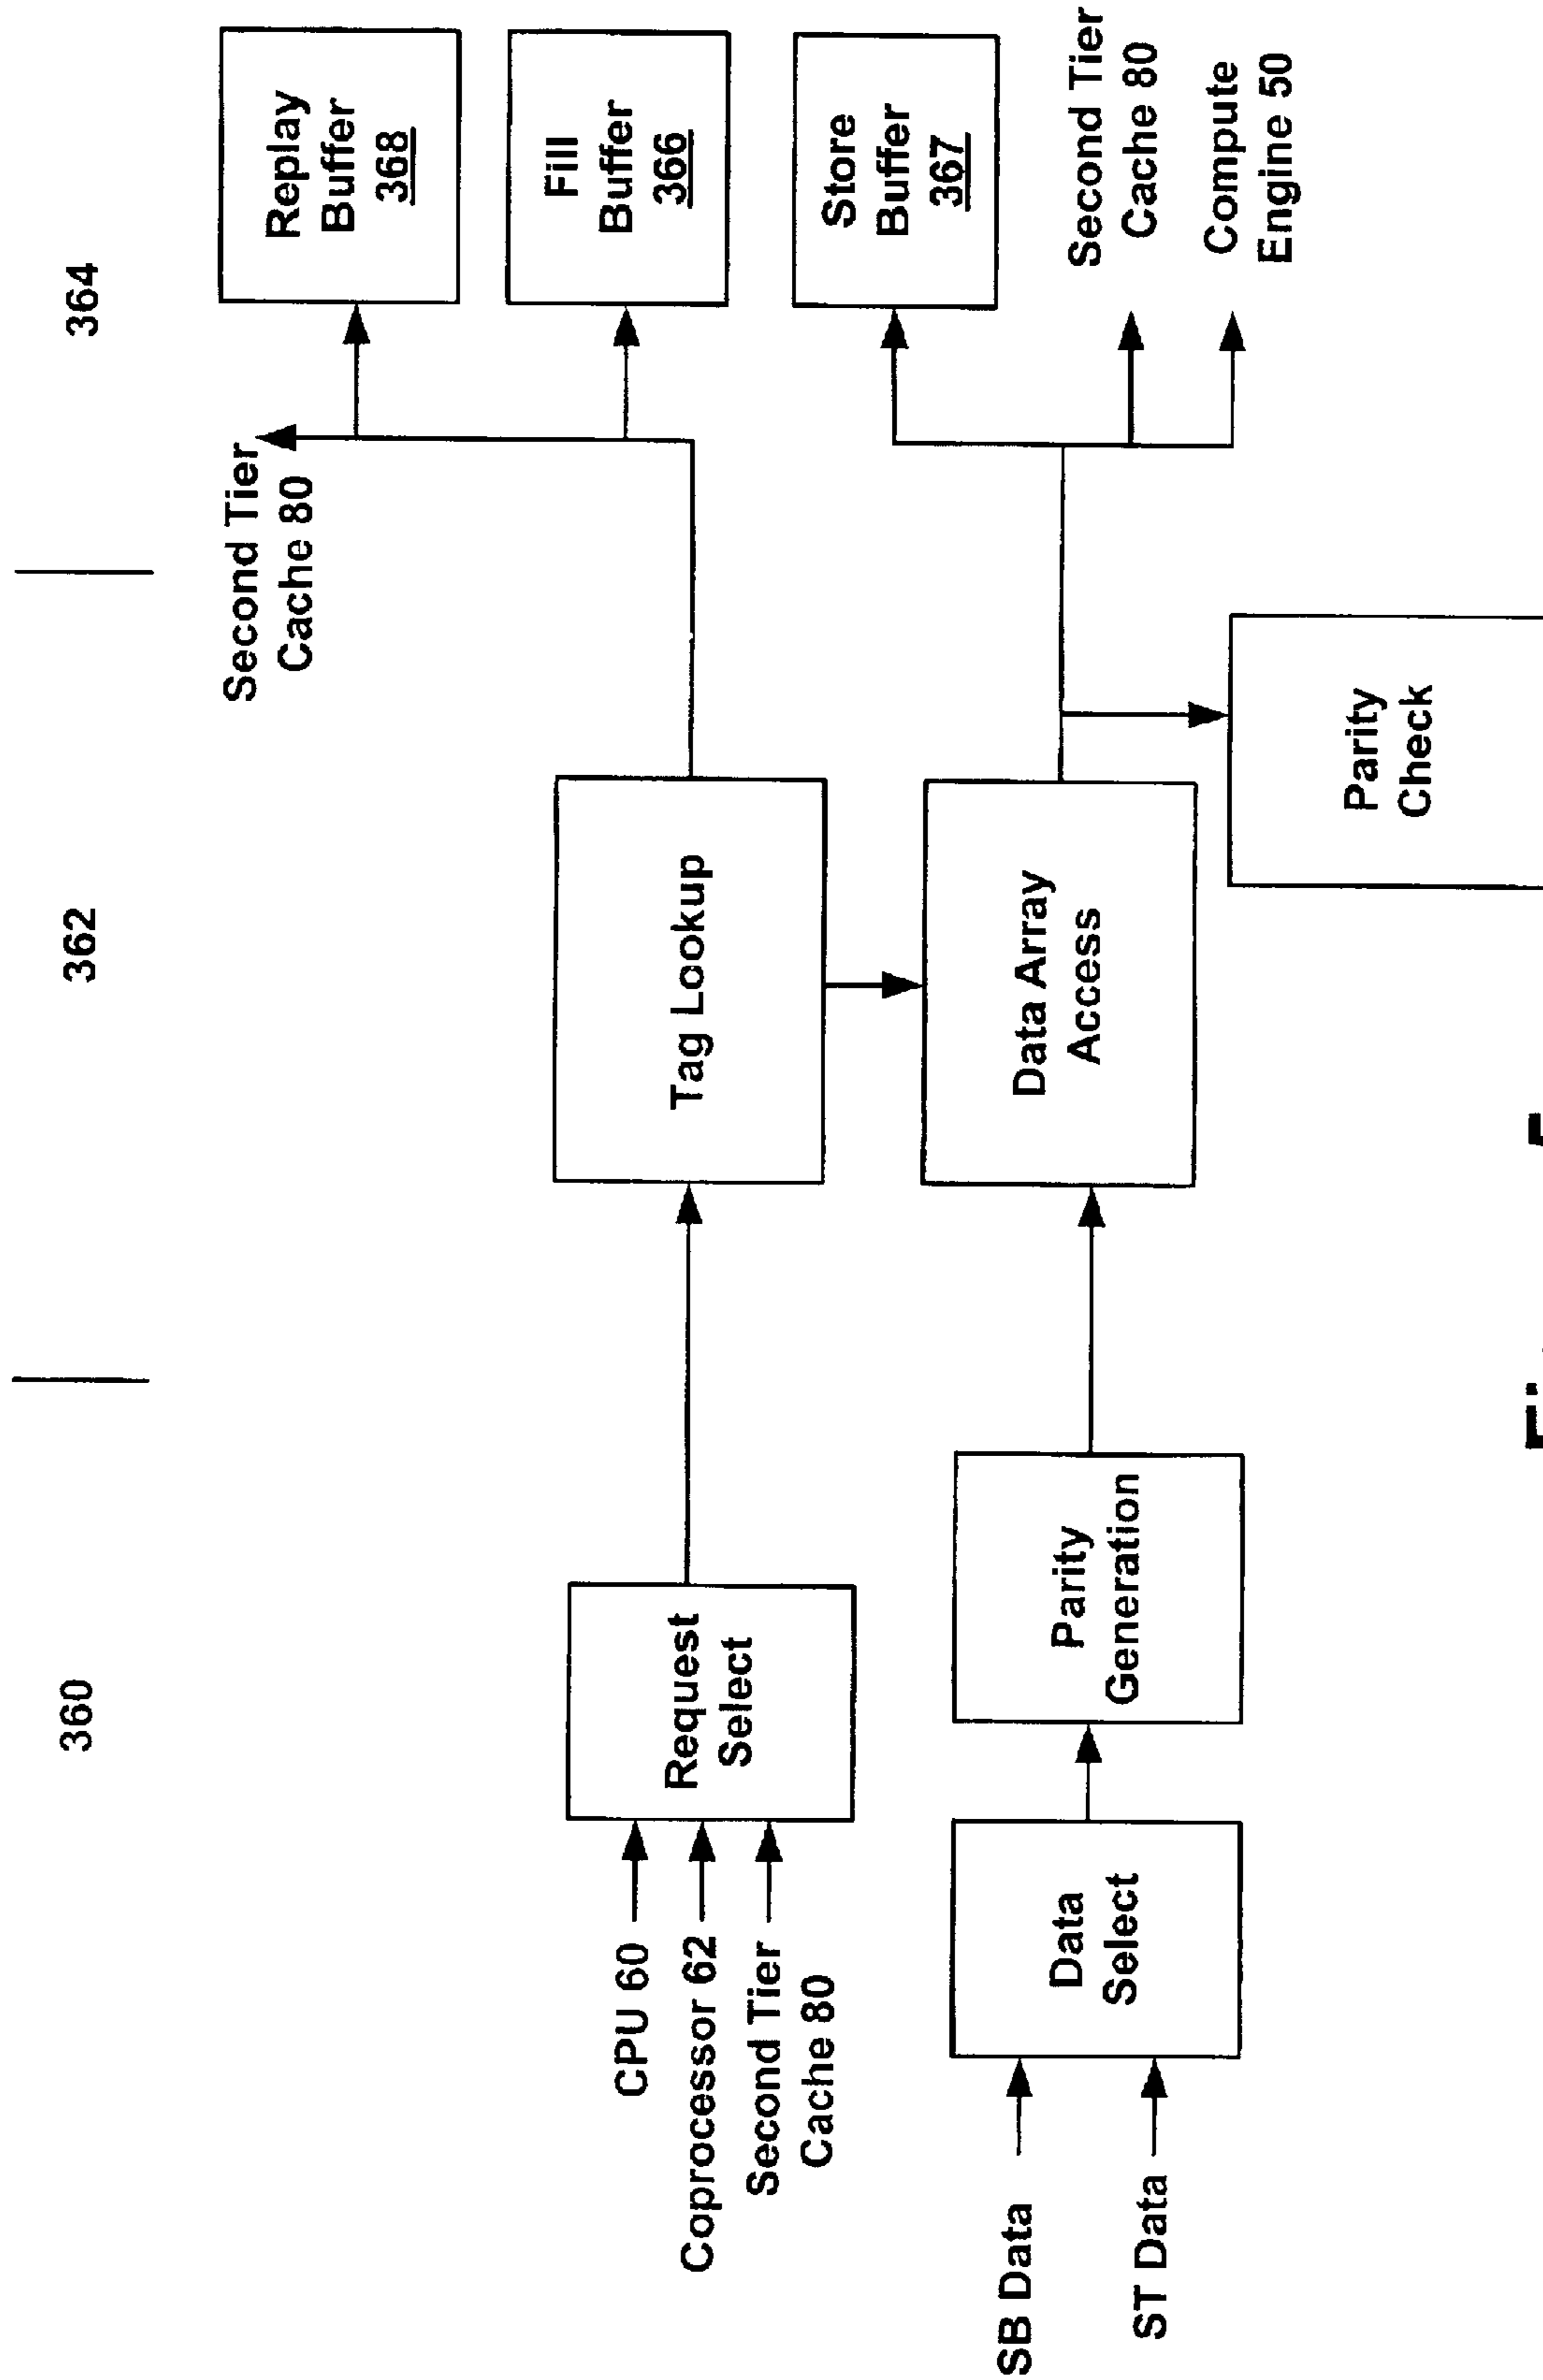 360
362
364
CPU 60
Coprocessor 62
Second Tier
Cache 80
Request
Select
Tag Lookup
Second Tier
Cache 80
Replay
Buffer
368
Fill
Buffer
366
SB Data
ST Data
Data
Select
Parity
Generation
Data Array
Access
Parity
Check
Store
Buffer
367
Second Tier
Cache 80
Compute
Engine 50